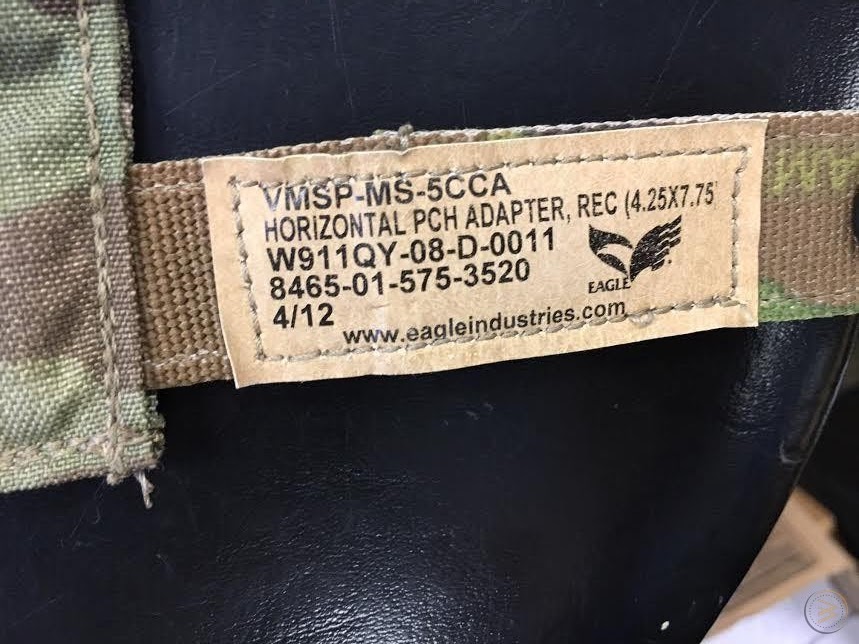 VMSP-MS-5CCA
HORIZONTAL PCH ADAPTER, REC (4.25X7.75
W911QY-08-D-0011
8465-01-575-3520
EAGLE
4/12
www.eagleindustries.com